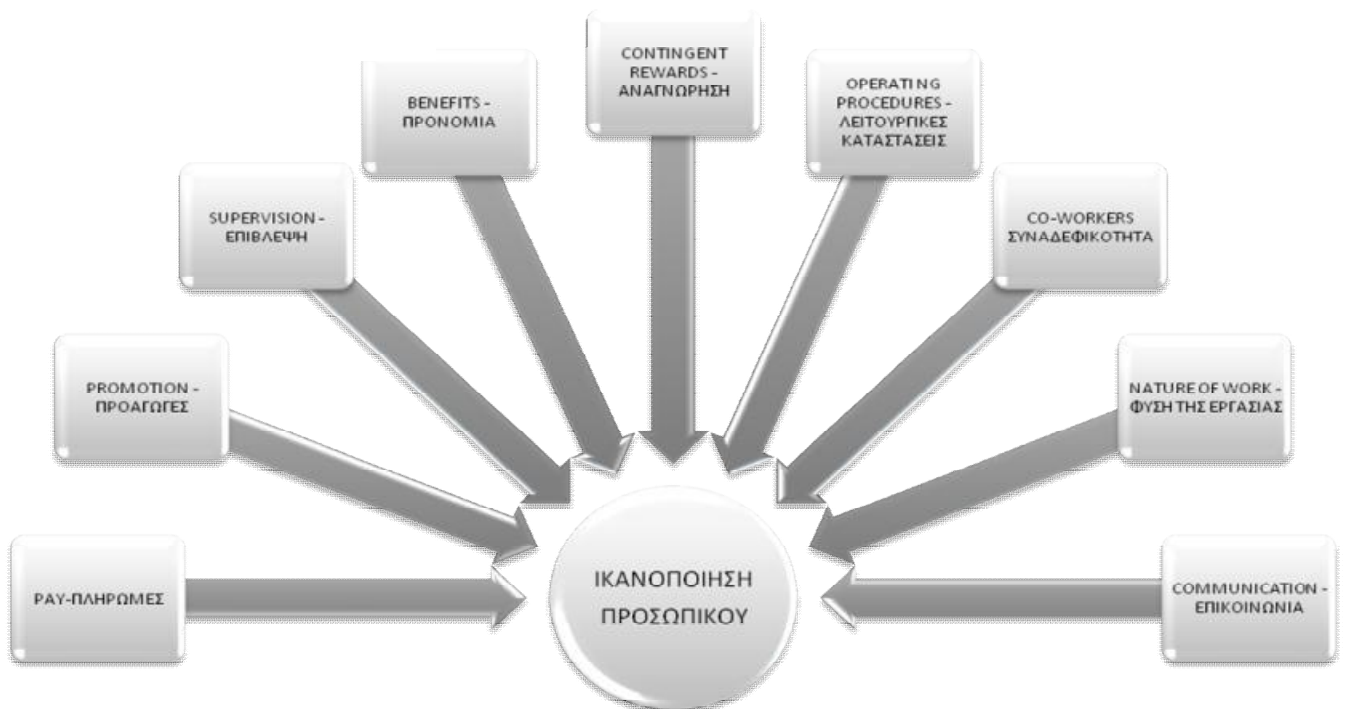 CONTINGENT
REWARDS -
ΑΝΑΓΝΩΡΗΣΗ
BENEFITS -
ΠΡΟΝΟΜΙΑ
OPERATING
PROCEDURES -
ΛΕΙΤΟΥΡΓΙΚΕΣ
ΚΑΤΑΣΤΑΣΕΙΣ
SUPERVISION -
ΕΠΙΒΛΕΨΗ
CO-WORKERS
ΣΥΝΑΔΕΦΙΚΟΤΗΤΑ
PROMOTION -
ΠΡΟΑΓΩΓΕΣ
NATURE OF WORK -
ΦΥΣΗ ΤΗΣ ΕΡΓΑΣΙΑΣ
PAY-ΠΛΗΡΩΜΕΣ
ΙΚΑΝΟΠΟΙΗΣΗ
ΠΡΟΣΩΠΙΚΟΥ
COMMUNICATION -
ΕΠΙΚΟΙΝΩΝΙΑ